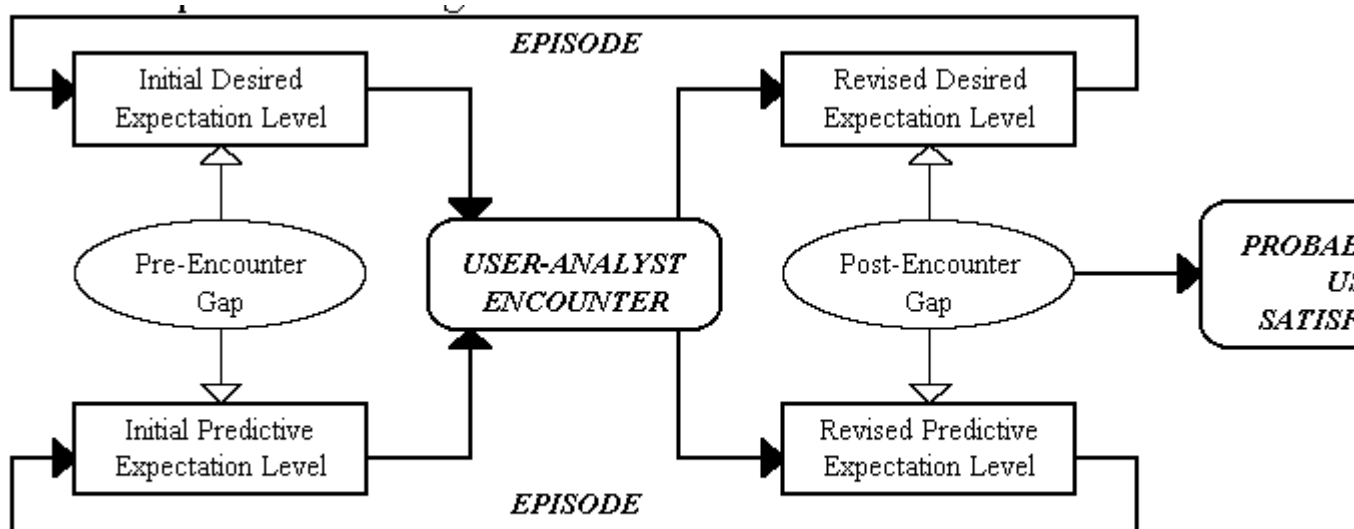 EPISODE
Initial Desired
Expectation Level
Revised Desired
Expectation Level
Pre-Encounter
Gap
USER-ANALYST
ENCOUNTER
Post-Encounter
Gap
Initial Predictive
Expectation Level
Revised Predictive
Expectation Level
EPISODE